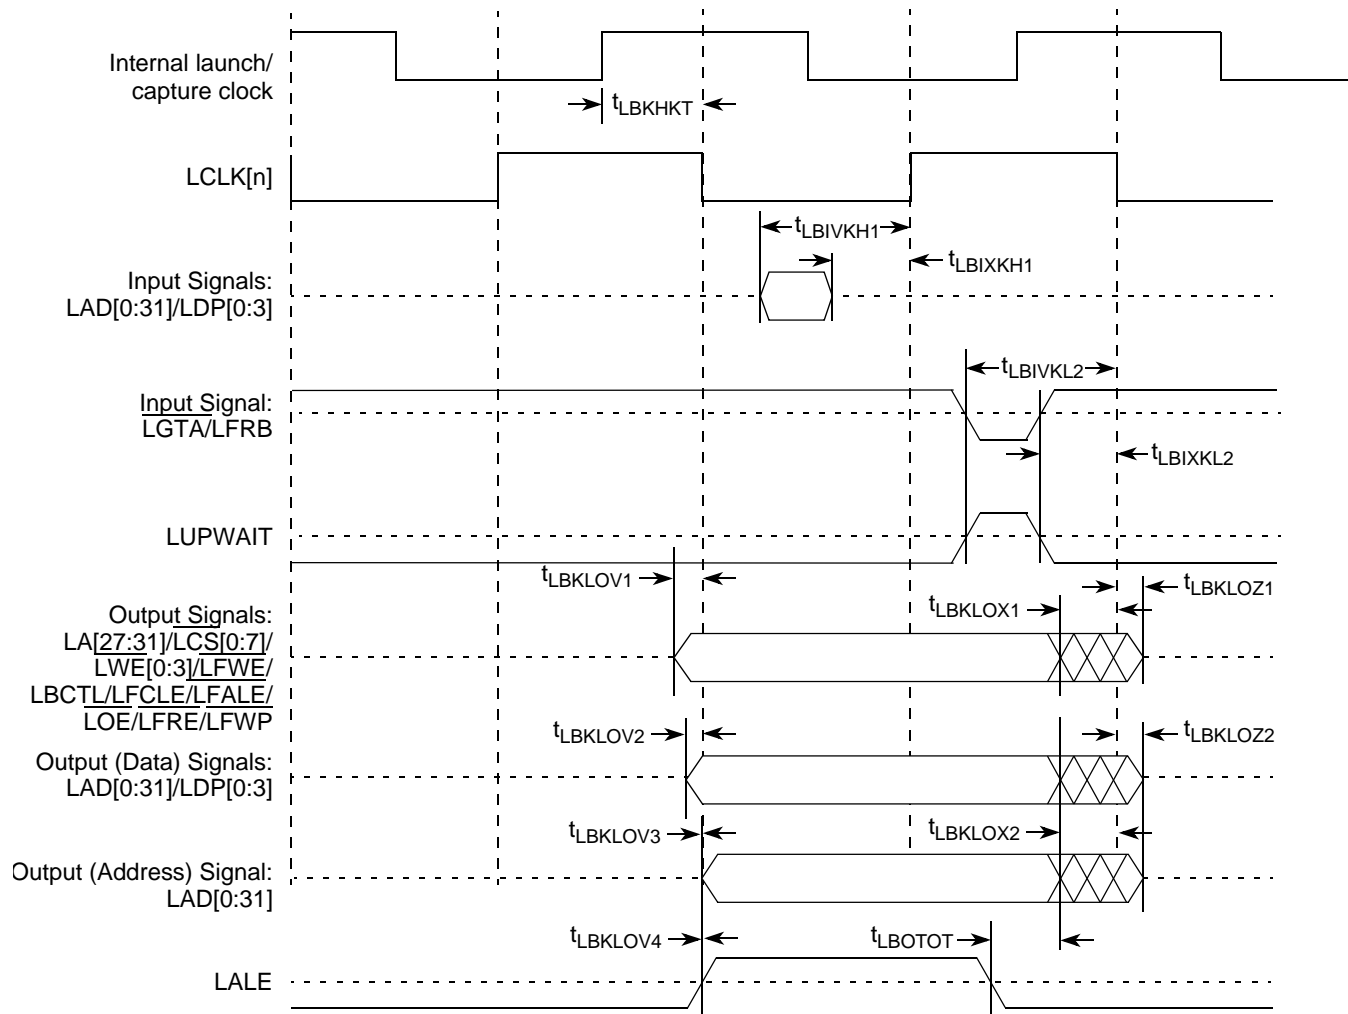 Internal launch/
capture clock
tLBKHKT
LCLK[n]
tLBIVKH1
tLBIXKH1
Input Signals:
LAD[0:31]/LDP[0:3]
tLBIVKL2
Input Signal:
LGTA/LFRB
tLBIXKL2
LUPWAIT
tLBKLOV1
tLBKLOZ1
tLBKLOX1
Output Signals:
LA[27:31]/LCS[0:7]/
LWE[0:3]/LFWE/
LBCTL/LFCLE/LFALE/
LOE/LFRE/LFWP
tLBKLOV2
tLBKLOZ2
Output (Data) Signals:
LAD[0:31]/LDP[0:3]
tLBKLOV3
tLBKLOX2
Output (Address) Signal:
LAD[0:31]
tLBKLOV4
tLBOTOT
LALE